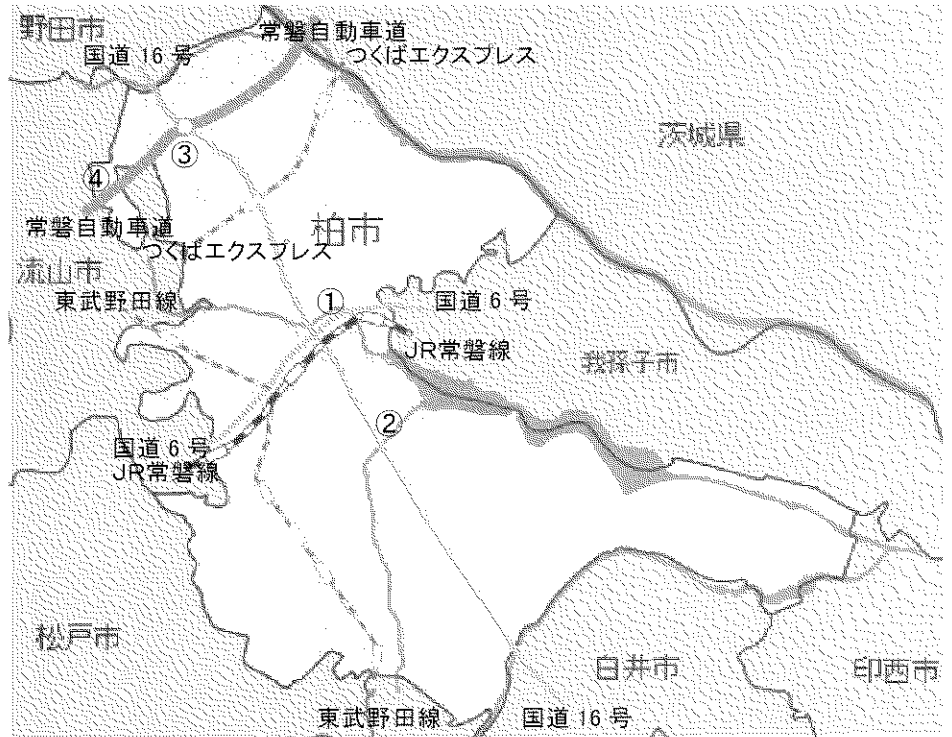 野田市
常磐自動車道
国道16号
つくばエクスプレス
茨城県
③
④
常磐自動車道
柏市
つくばエクスプレス
流山市
東武野田線
①
国道6号
JR常磐線
我孫子市
②
国道6号
JR常磐線
松戸市
白井市
印西市
東武野田線
国道16号